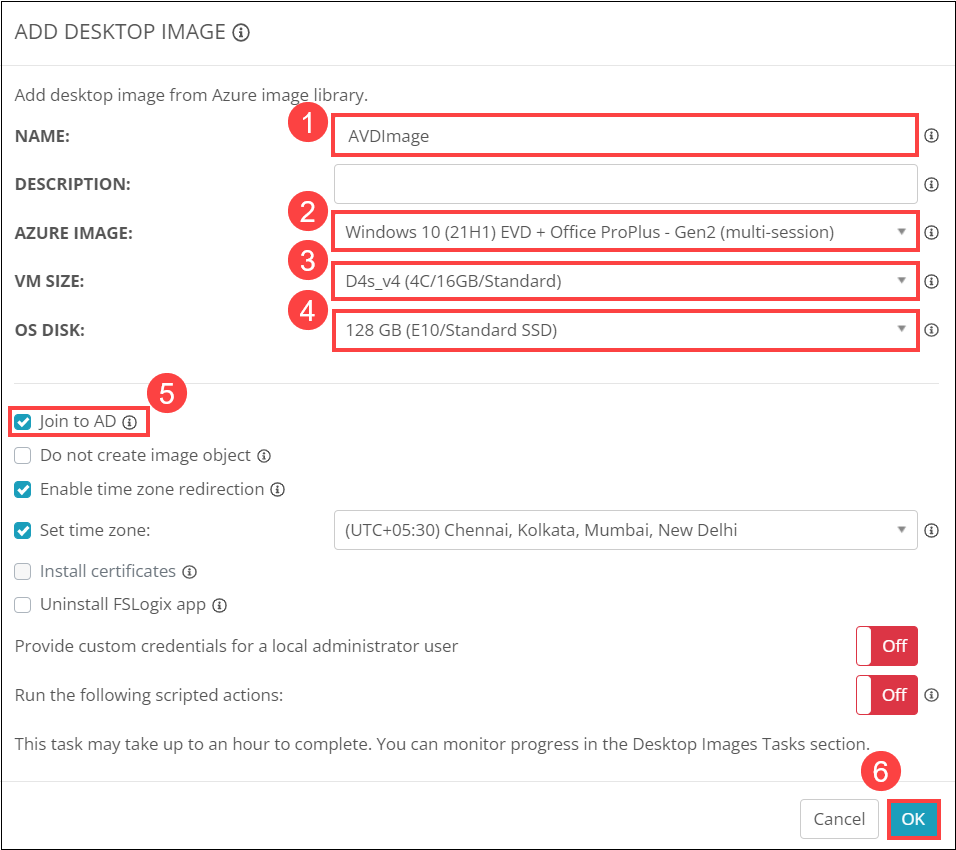 ADD DESKTOP IMAGE
Add desktop image from Azure image library.
1
NAME: AVDImage
DESCRIPTION:
2
AZURE IMAGE: Windows 10 (21H1) EVD + Office ProPlus - Gen2 (multi-session)
3
VM SIZE: D4s_v4 (4C/16GB/Standard)
4
OS DISK: 128 GB (E10/Standard SSD)
5
Join to AD
Do not create image object
Enable time zone redirection
Set time zone: (UTC+05:30) Chennai, Kolkata, Mumbai, New Delhi
Install certificates
Uninstall FSLogix app
Provide custom credentials for a local administrator user Off
Run the following scripted actions: Off
This task may take up to an hour to complete. You can monitor progress in the Desktop Images Tasks section.
6
Cancel OK